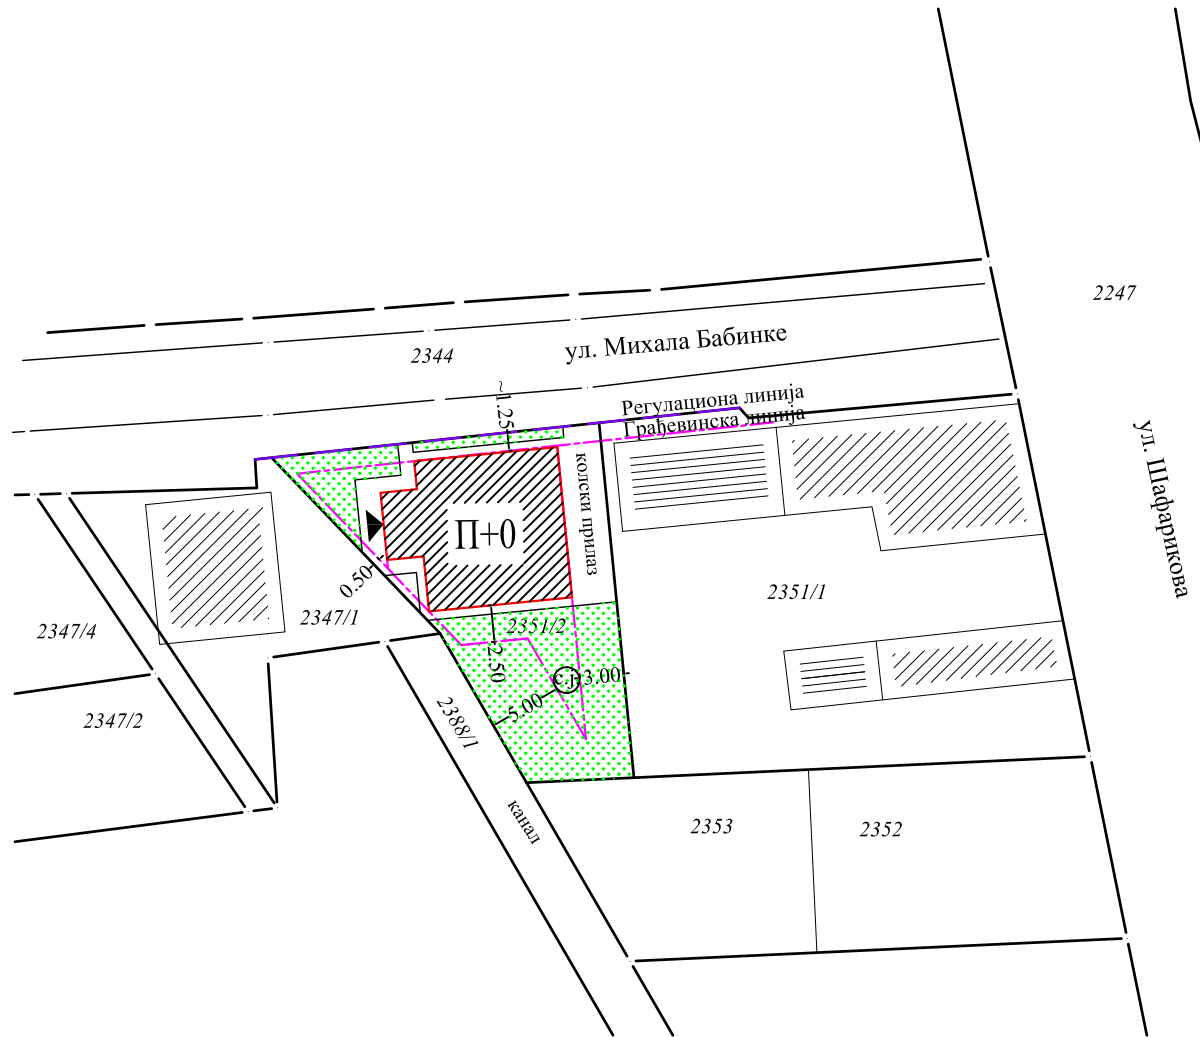 2247
ул. Михала Бабинке
2344
~1.25
Регулациона линија
Грађевинска линија
ул. Шафарикова
колски прилаз
П+0
0.50
2351/1
2347/1
2351/2
2347/4
2.50
с.ј.
3.00
5.00
2347/2
2388/1
канал
2353
2352